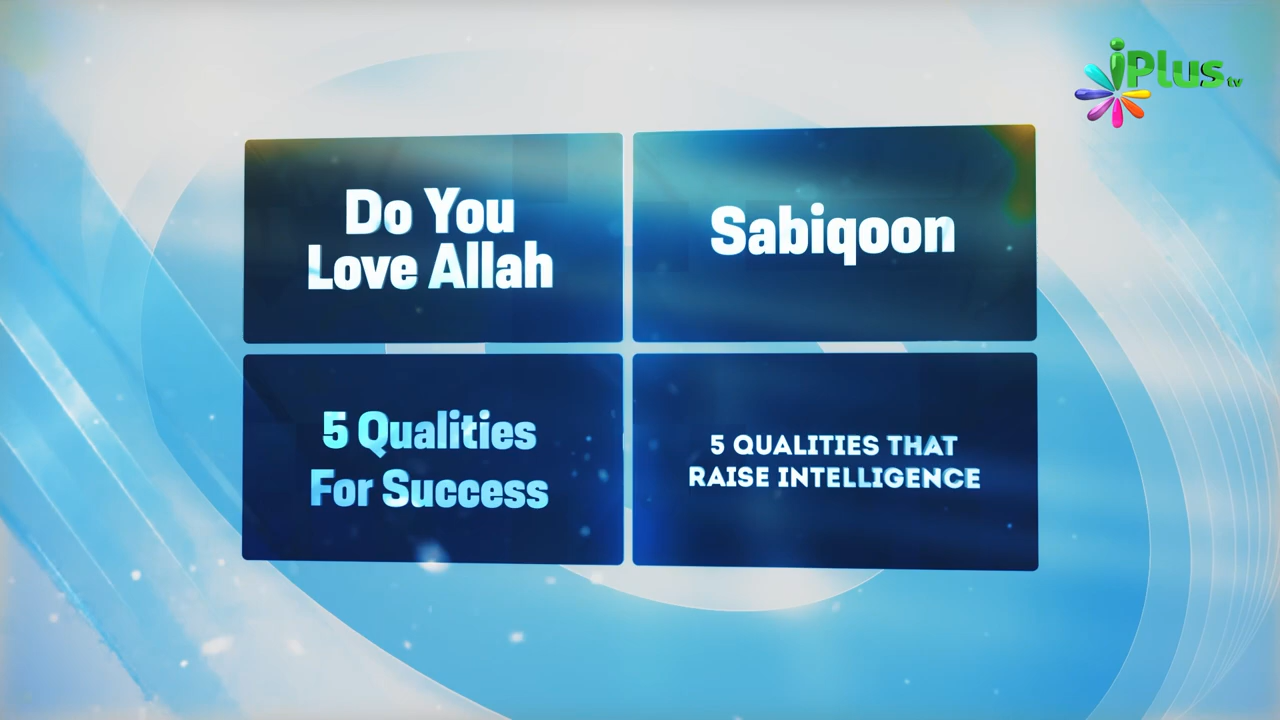 iPlus tv
Do You
Love Allah
Sabiqoon
5 Qualities
For Success
5 QUALITIES THAT
RAISE INTELLIGENCE